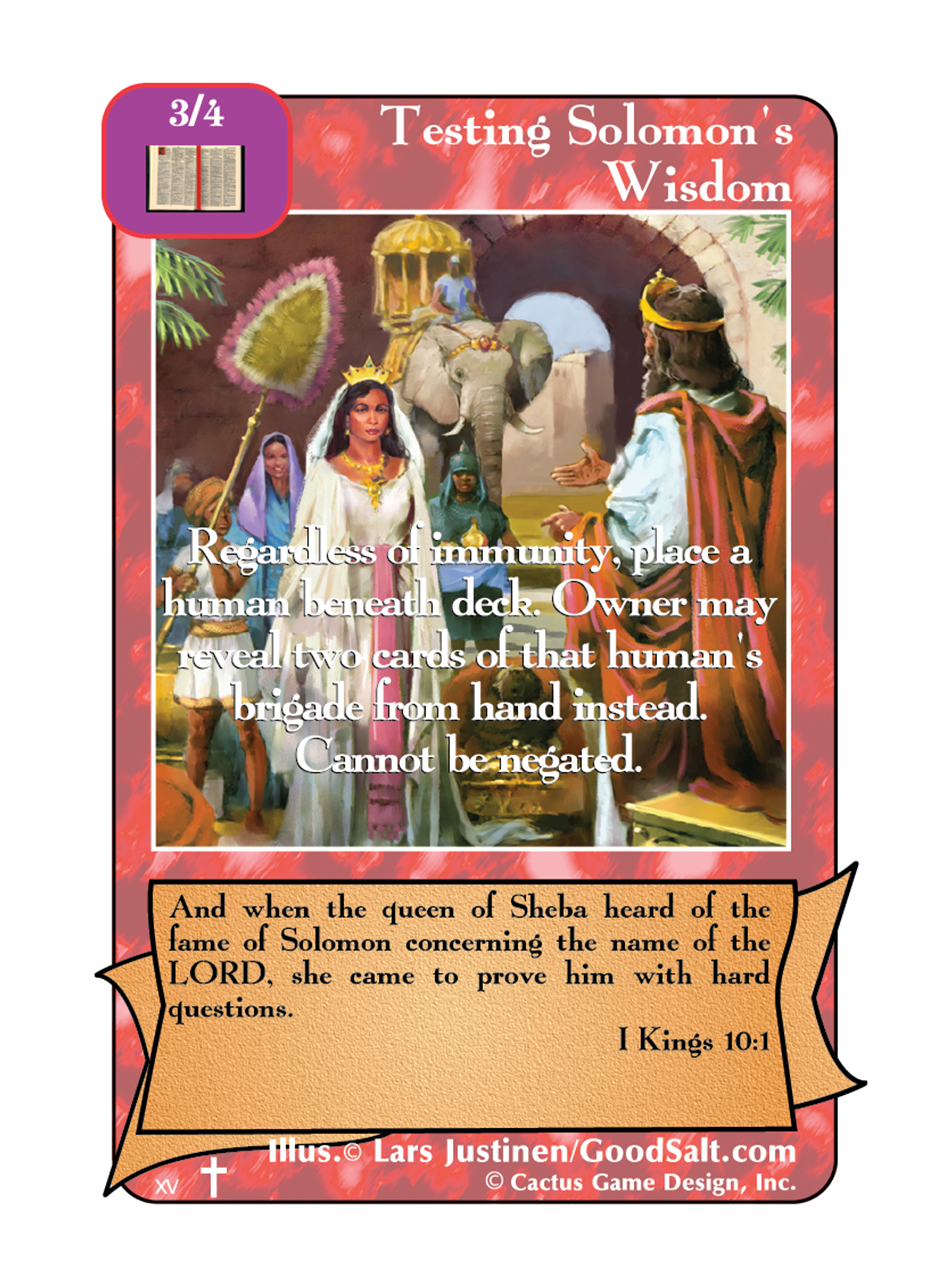 3/4
Testing Solomon's
Wisdom
Regardless of immunity, place a
human beneath deck. Owner may
reveal two cards of that human's
brigade from hand instead.
Cannot be negated.
And when the queen of Sheba heard of the
fame of Solomon concerning the name of the
LORD, she came to prove him with hard
questions.
I Kings 10:1
Illus.© Lars Justinen/GoodSalt.com
XV
© Cactus Game Design, Inc.